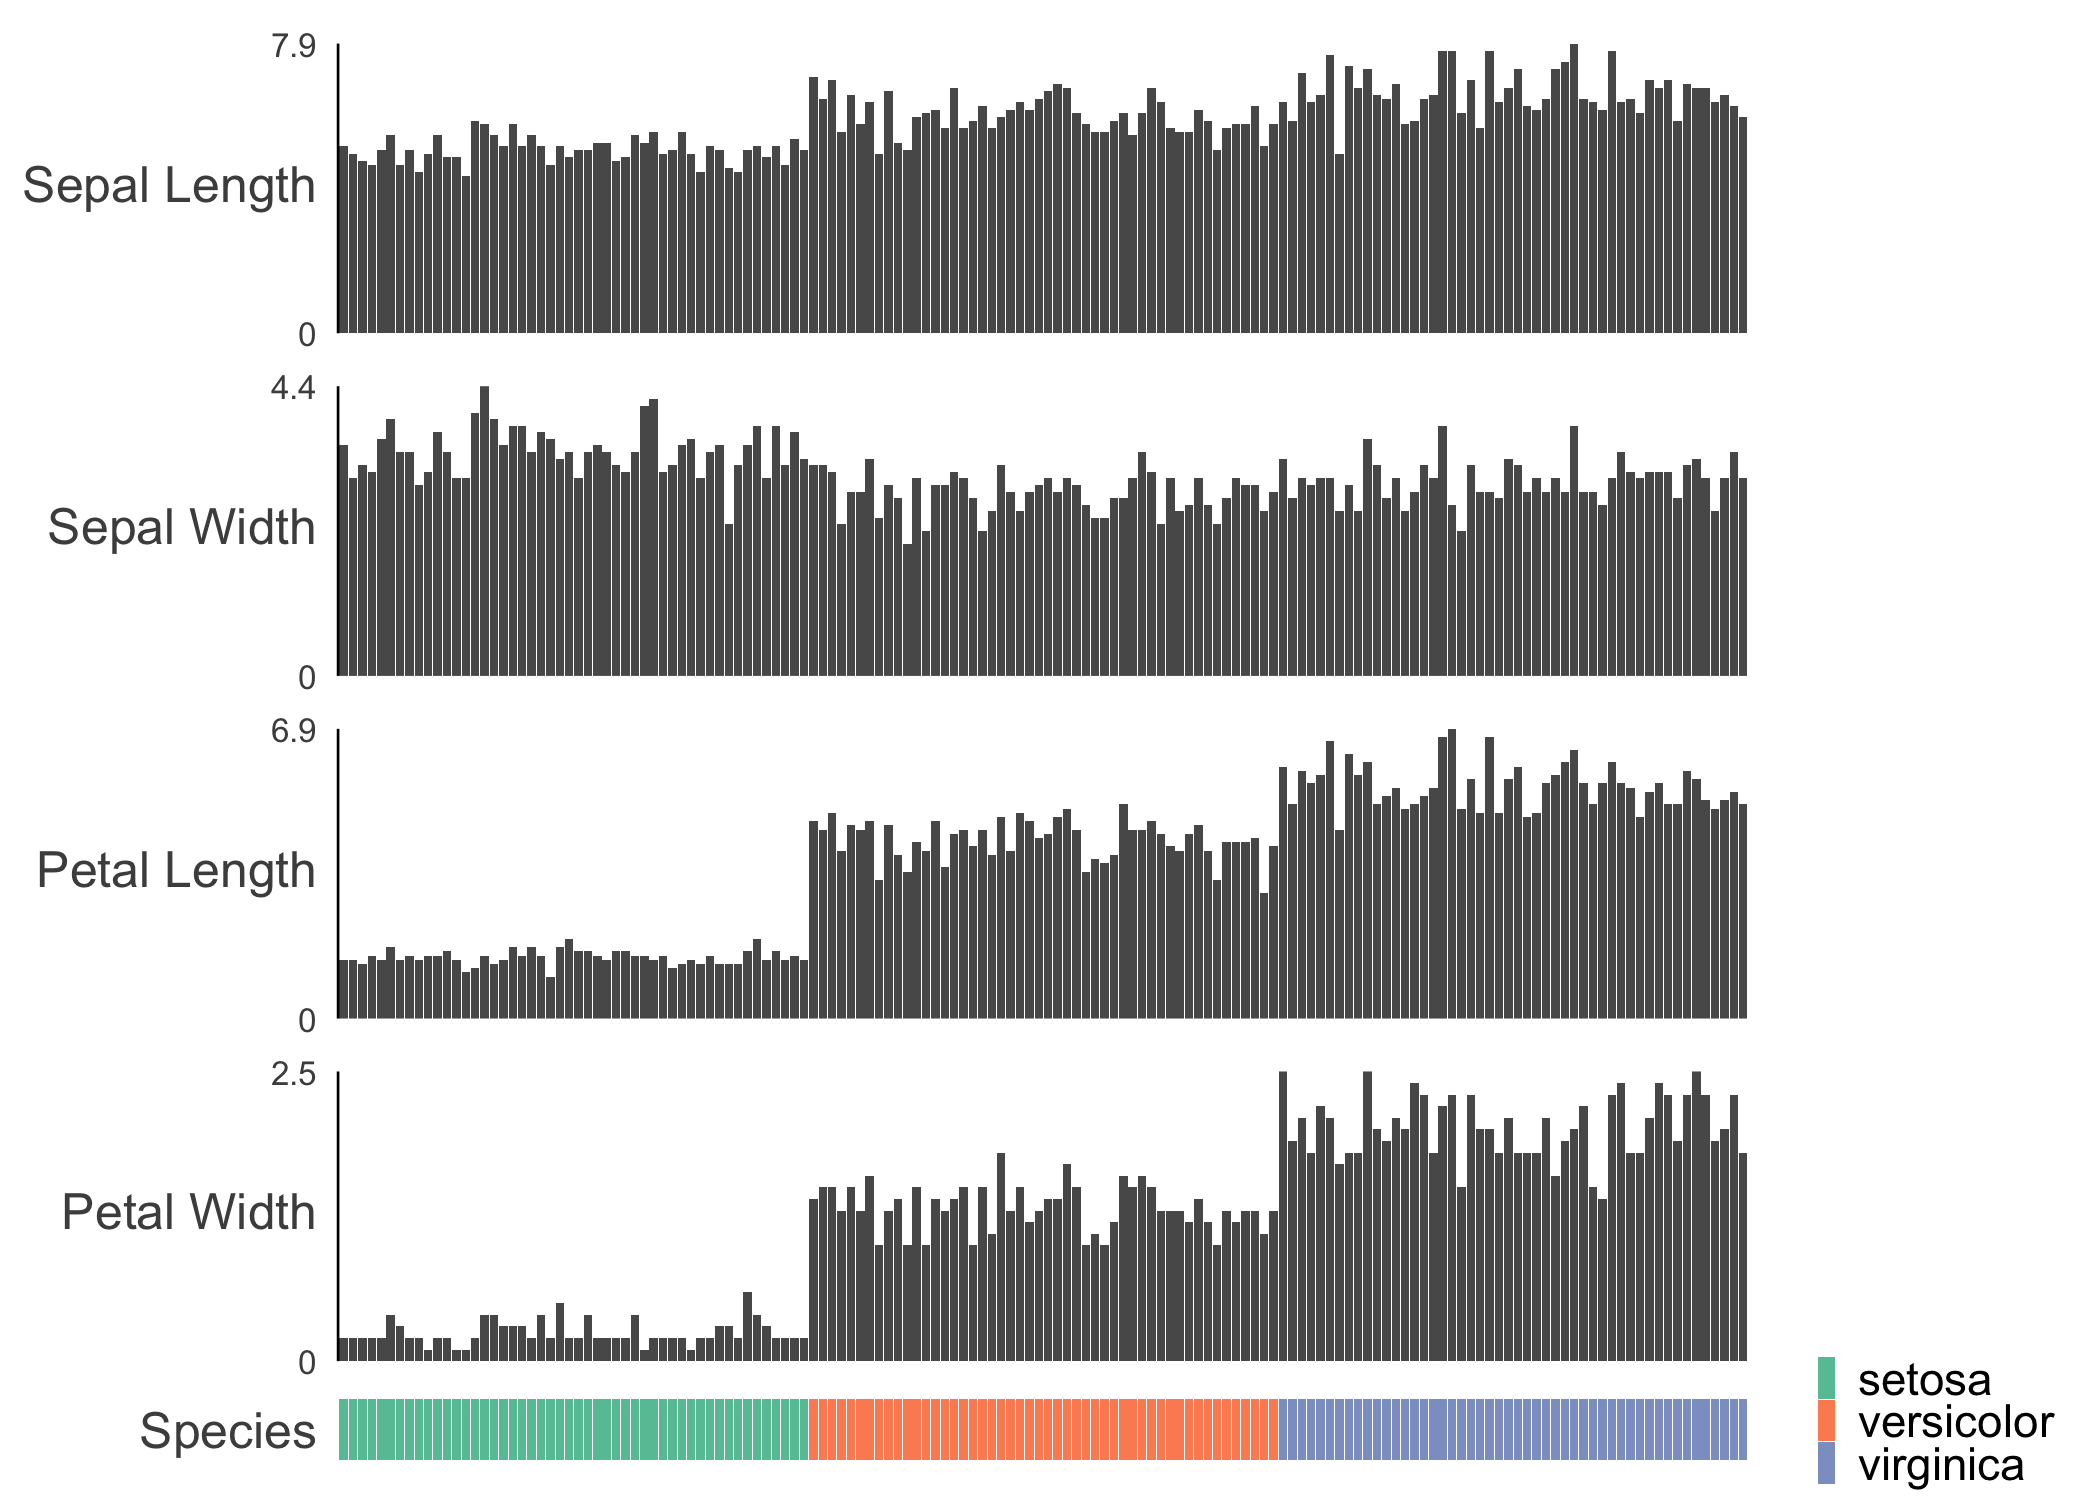 7.9
Sepal Length
0
4.4
Sepal Width
0
6.9
Petal Length
0
2.5
Petal Width
0
Species
setosa
versicolor
virginica